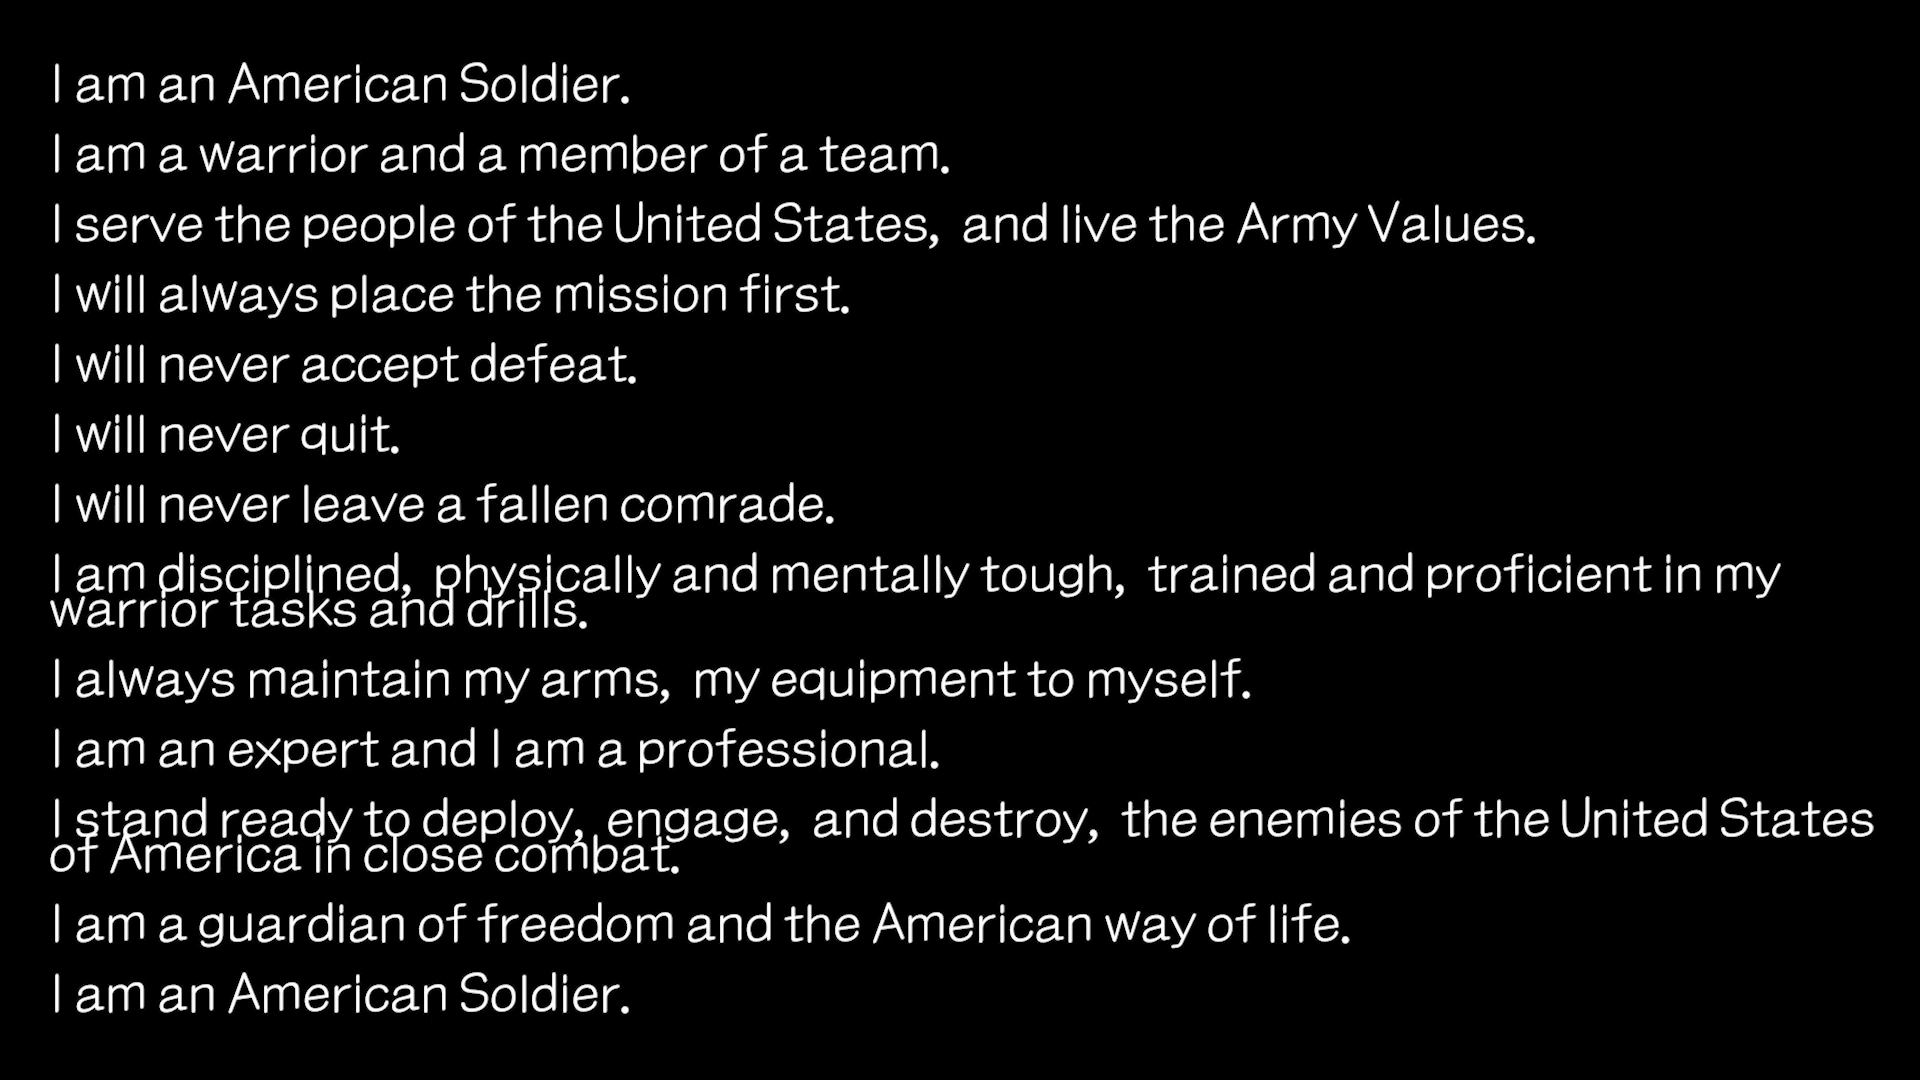 I am an American Soldier.
I am a warrior and a member of a team.
I serve the people of the United States, and live the Army Values.
I will always place the mission first.
I will never accept defeat.
I will never quit.
I will never leave a fallen comrade.
I am disciplined, physically and mentally tough, trained and proficient in my
warrior tasks and drills.
I always maintain my arms, my equipment to myself.
I am an expert and I am a professional.
I stand ready to deploy, engage, and destroy, the enemies of the United States
of America in close combat.
I am a guardian of freedom and the American way of life.
I am an American Soldier.